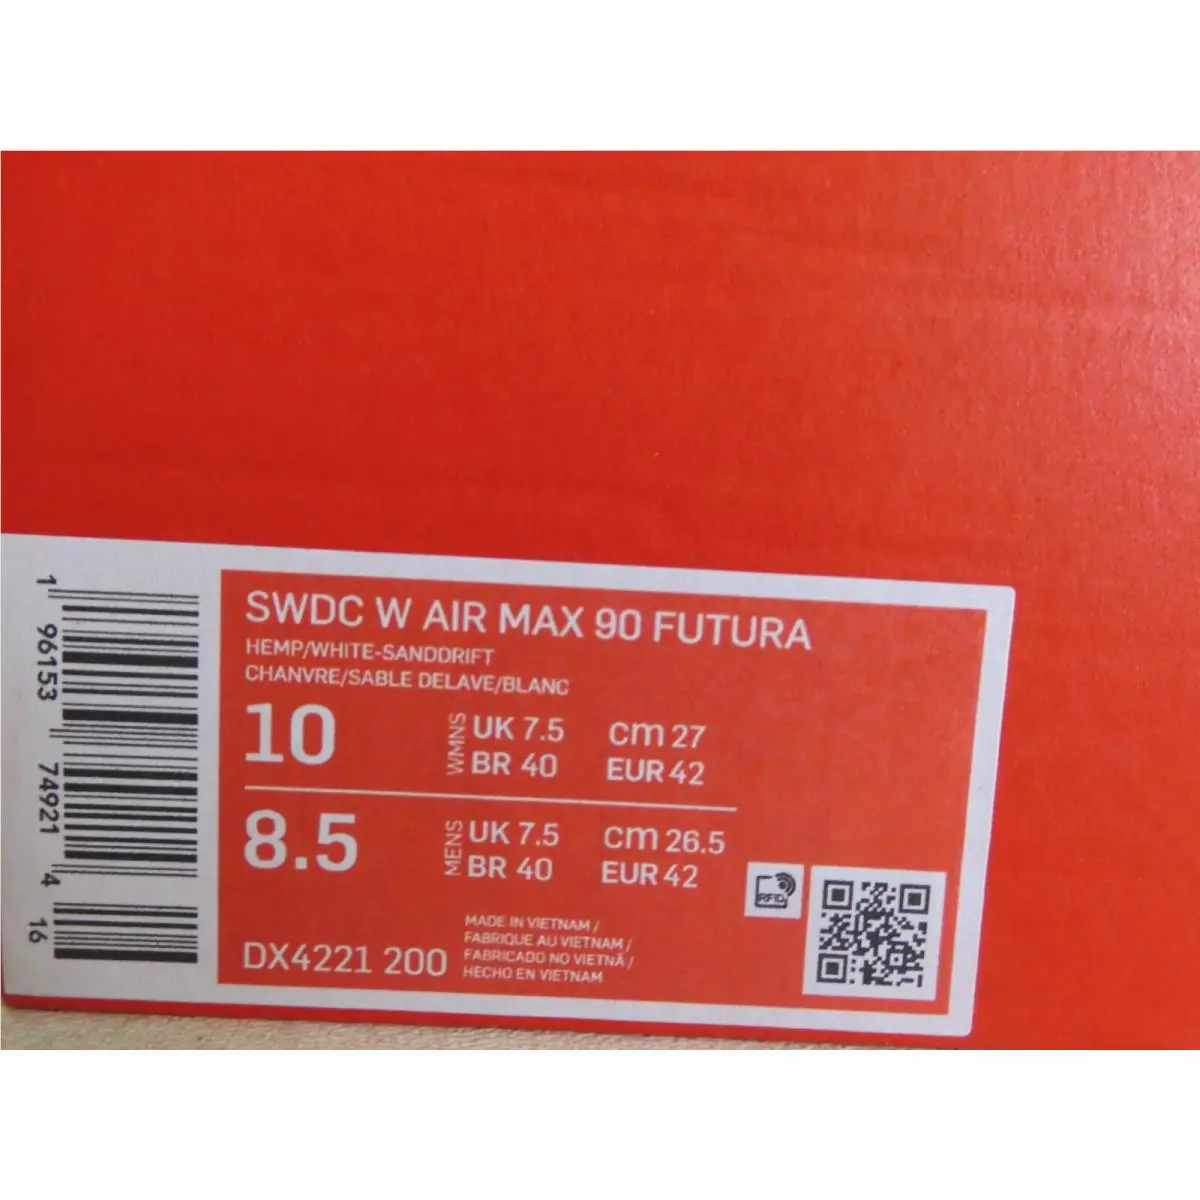 SWDC W AIR MAX 90 FUTURA
HEMP/WHITE-SANDDRIFT
CHANVRE/SABLE DELAVE/BLANC
10
WMNS
UK 7.5 cm 27
BR 40 EUR 42
8.5
MENS
UK 7.5 cm 26.5
BR 40 EUR 42
DX4221 200
MADE IN VIETNAM /
FABRIQUE AU VIETNAM /
FABRICADO NO VIETNÃ /
HECHO EN VIETNAM
RFID
1 96153 74921 4 16